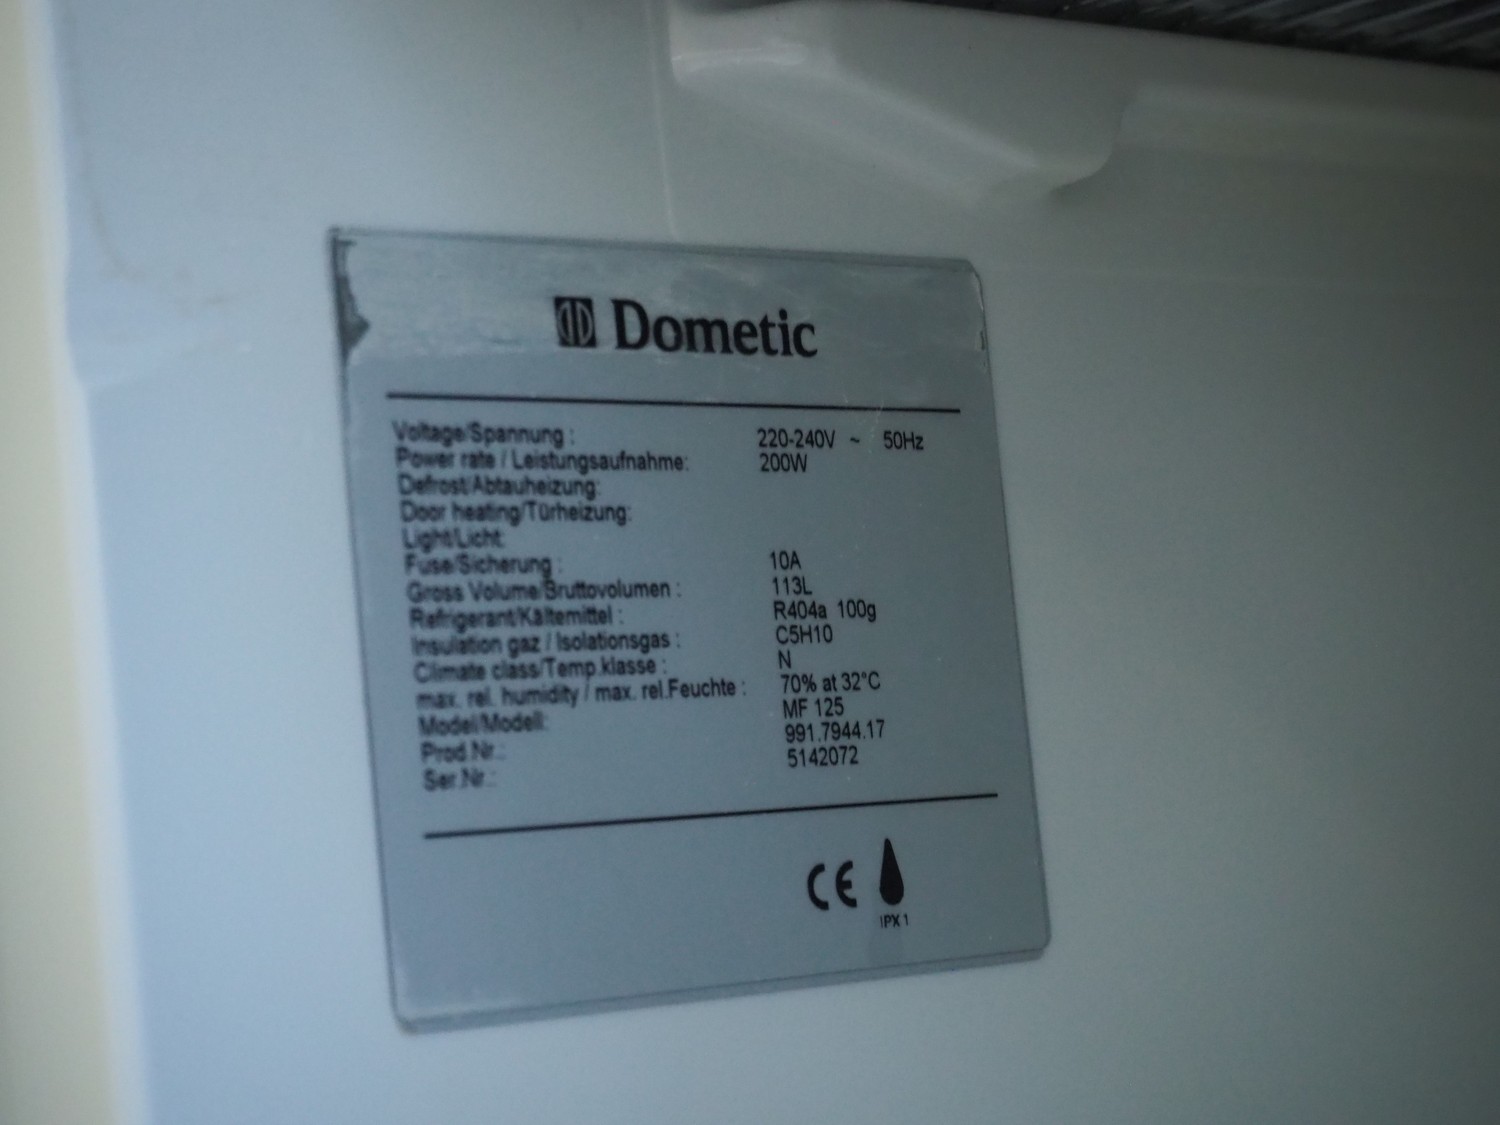 Dometic
Voltage/Spannung : 220-240V ~ 50Hz
Power rate / Leistungsaufnahme: 200W
Defrost/Abtauheizung:
Door heating/Türheizung:
Light/Licht:
Fuse/Sicherung : 10A
Gross Volume/Bruttovolumen : 113L
Refrigerant/Kältemittel : R404a 100g
Insulation gaz / Isolationsgas : C5H10
Climate class/Temp.klasse : N
max. rel. humidity / max. rel.Feuchte : 70% at 32°C
Model/Modell: MF 125
Prod.Nr.: 991.7944.17
Ser.Nr.: 5142072
CE
IPX1